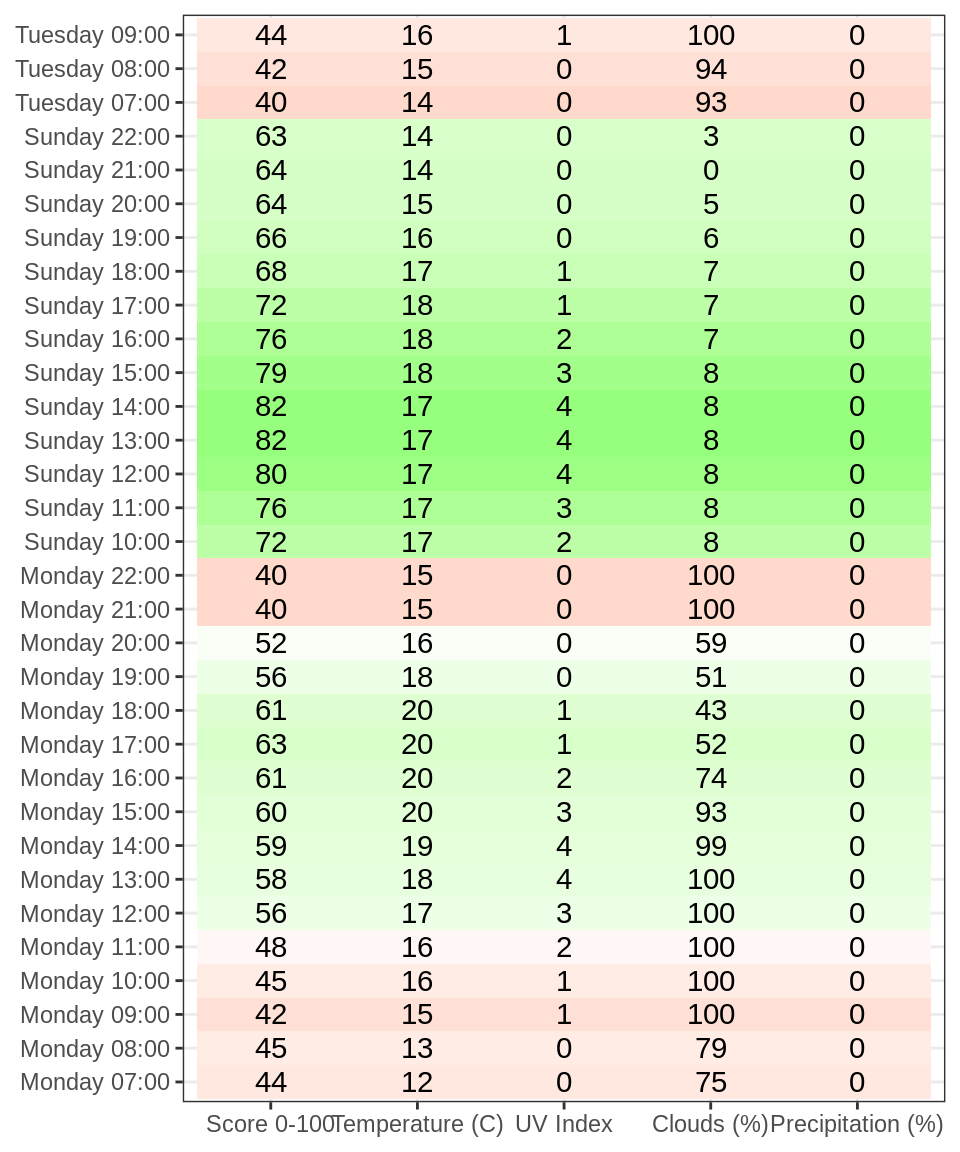 Tuesday 09:00 44 16 1 100 0
Tuesday 08:00 42 15 0 94 0
Tuesday 07:00 40 14 0 93 0
Sunday 22:00 63 14 0 3 0
Sunday 21:00 64 14 0 0 0
Sunday 20:00 64 15 0 5 0
Sunday 19:00 66 16 0 6 0
Sunday 18:00 68 17 1 7 0
Sunday 17:00 72 18 1 7 0
Sunday 16:00 76 18 2 7 0
Sunday 15:00 79 18 3 8 0
Sunday 14:00 82 17 4 8 0
Sunday 13:00 82 17 4 8 0
Sunday 12:00 80 17 4 8 0
Sunday 11:00 76 17 3 8 0
Sunday 10:00 72 17 2 8 0
Monday 22:00 40 15 0 100 0
Monday 21:00 40 15 0 100 0
Monday 20:00 52 16 0 59 0
Monday 19:00 56 18 0 51 0
Monday 18:00 61 20 1 43 0
Monday 17:00 63 20 1 52 0
Monday 16:00 61 20 2 74 0
Monday 15:00 60 20 3 93 0
Monday 14:00 59 19 4 99 0
Monday 13:00 58 18 4 100 0
Monday 12:00 56 17 3 100 0
Monday 11:00 48 16 2 100 0
Monday 10:00 45 16 1 100 0
Monday 09:00 42 15 1 100 0
Monday 08:00 45 13 0 79 0
Monday 07:00 44 12 0 75 0
Score 0-100 Temperature (C) UV Index Clouds (%) Precipitation (%)